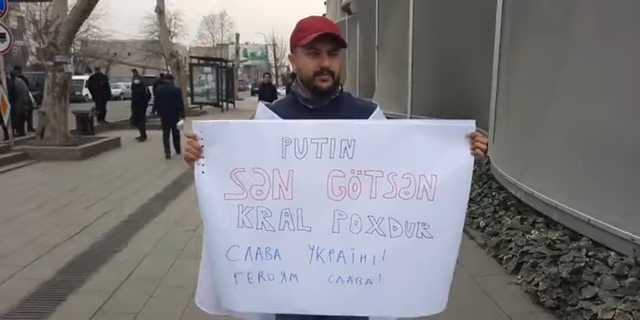 PUTIN
SƏN GÖTSƏN
KRAL POXDUR
СЛАВА УКРАЇНІ!
ГЕРОЯМ СЛАВА!